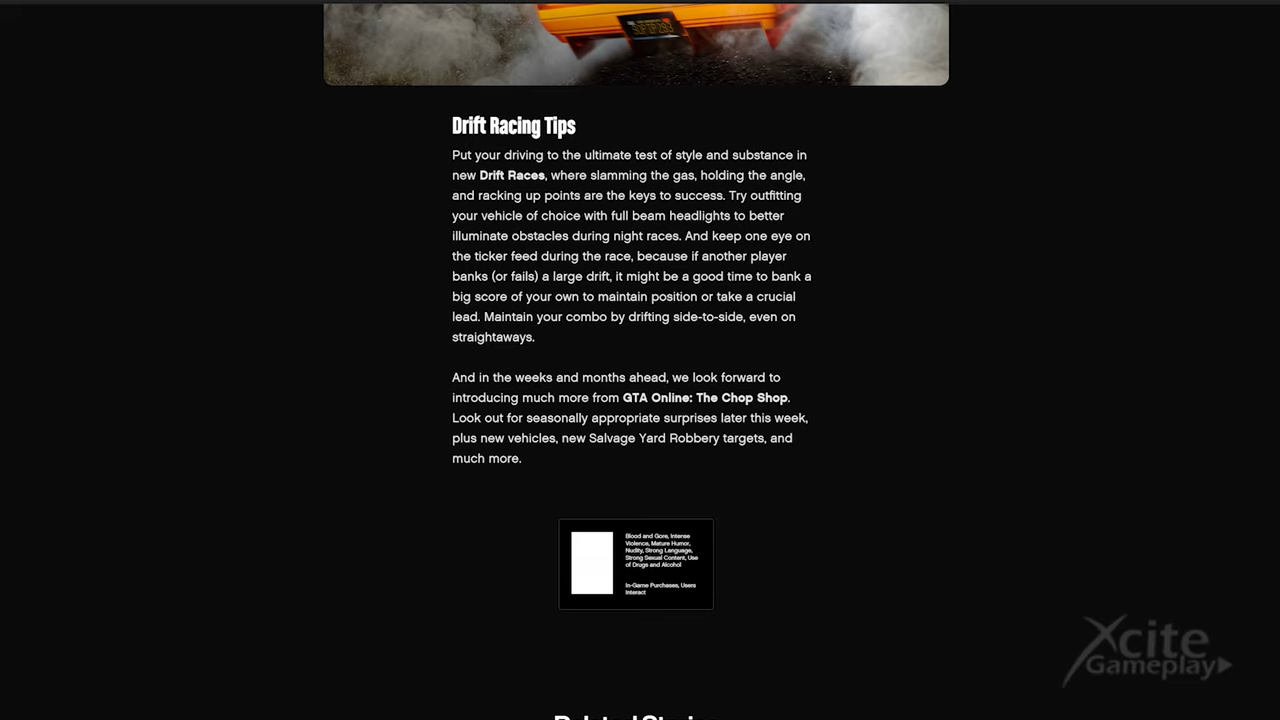 Drift Racing Tips
Put your driving to the ultimate test of style and substance in
new Drift Races, where slamming the gas, holding the angle,
and racking up points are the keys to success. Try outfitting
your vehicle of choice with full beam headlights to better
illuminate obstacles during night races. And keep one eye on
the ticker feed during the race, because if another player
banks (or fails) a large drift, it might be a good time to bank a
big score of your own to maintain position or take a crucial
lead. Maintain your combo by drifting side-to-side, even on
straightaways.
And in the weeks and months ahead, we look forward to
introducing much more from GTA Online: The Chop Shop.
Look out for seasonally appropriate surprises later this week,
plus new vehicles, new Salvage Yard Robbery targets, and
much more.
Blood and Gore, Intense
Violence, Mature Humor,
Nudity, Strong Language,
Strong Sexual Content, Use
of Drugs and Alcohol
In-Game Purchases, Users
Interact
Xcite
Gameplay